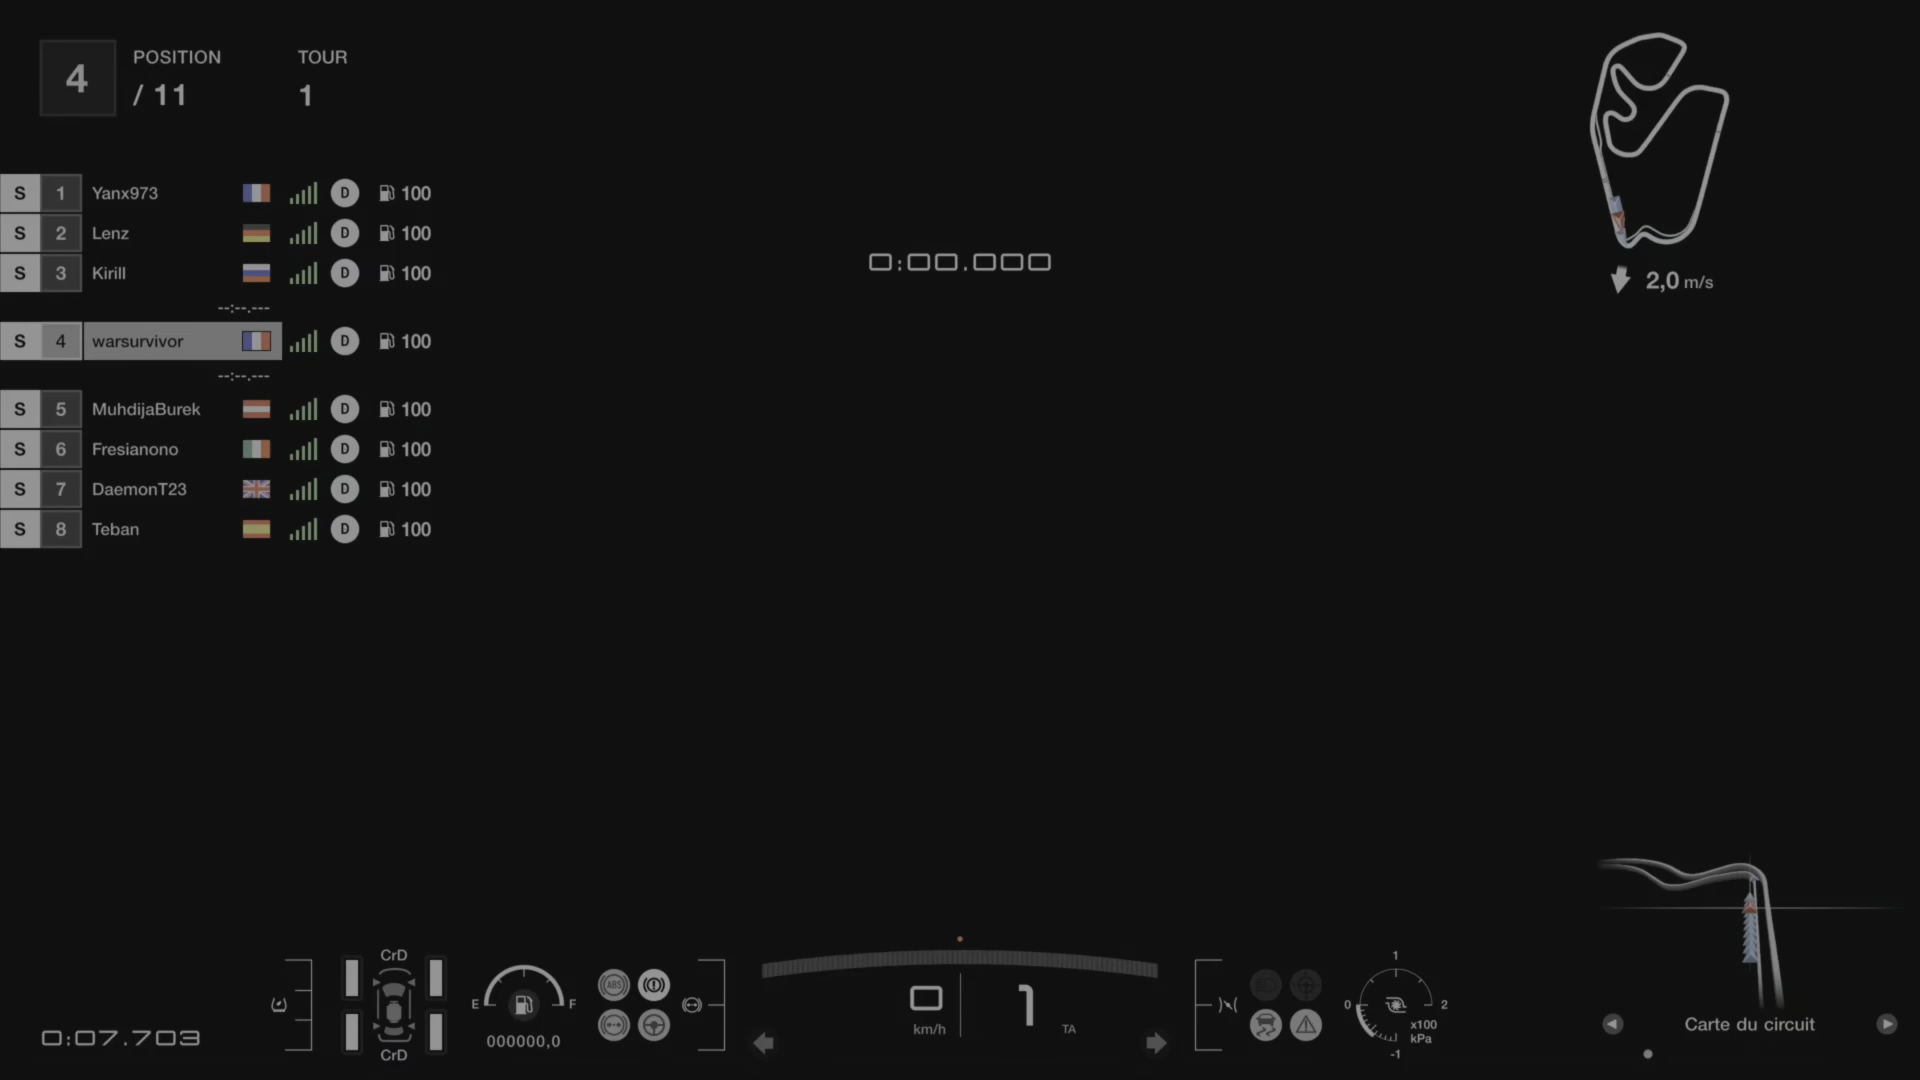 4
POSITION
/ 11
TOUR
1
S 1 Yanx973 D 100
S 2 Lenz D 100
S 3 Kirill D 100
--:--.---
S 4 warsurvivor D 100
--:--.---
S 5 MuhdijaBurek D 100
S 6 Fresianono D 100
S 7 DaemonT23 D 100
S 8 Teban D 100
0:00.000
2,0 m/s
0:07.703
CrD
CrD
E F
000000,0
ABS
0
km/h
1
TA
1
0 2
x100
kPa
-1
Carte du circuit